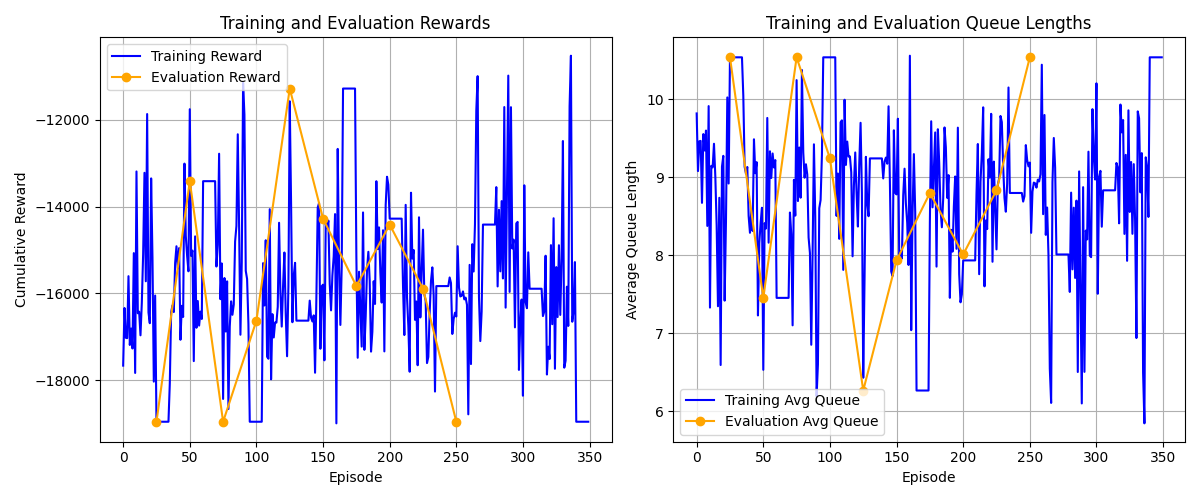 Training and Evaluation Rewards
Training Reward
Evaluation Reward
Cumulative Reward
−12000
−14000
−16000
−18000
0 50 100 150 200 250 300 350
Episode
Training and Evaluation Queue Lengths
Average Queue Length
10
9
8
7
6
Training Avg Queue
Evaluation Avg Queue
0 50 100 150 200 250 300 350
Episode